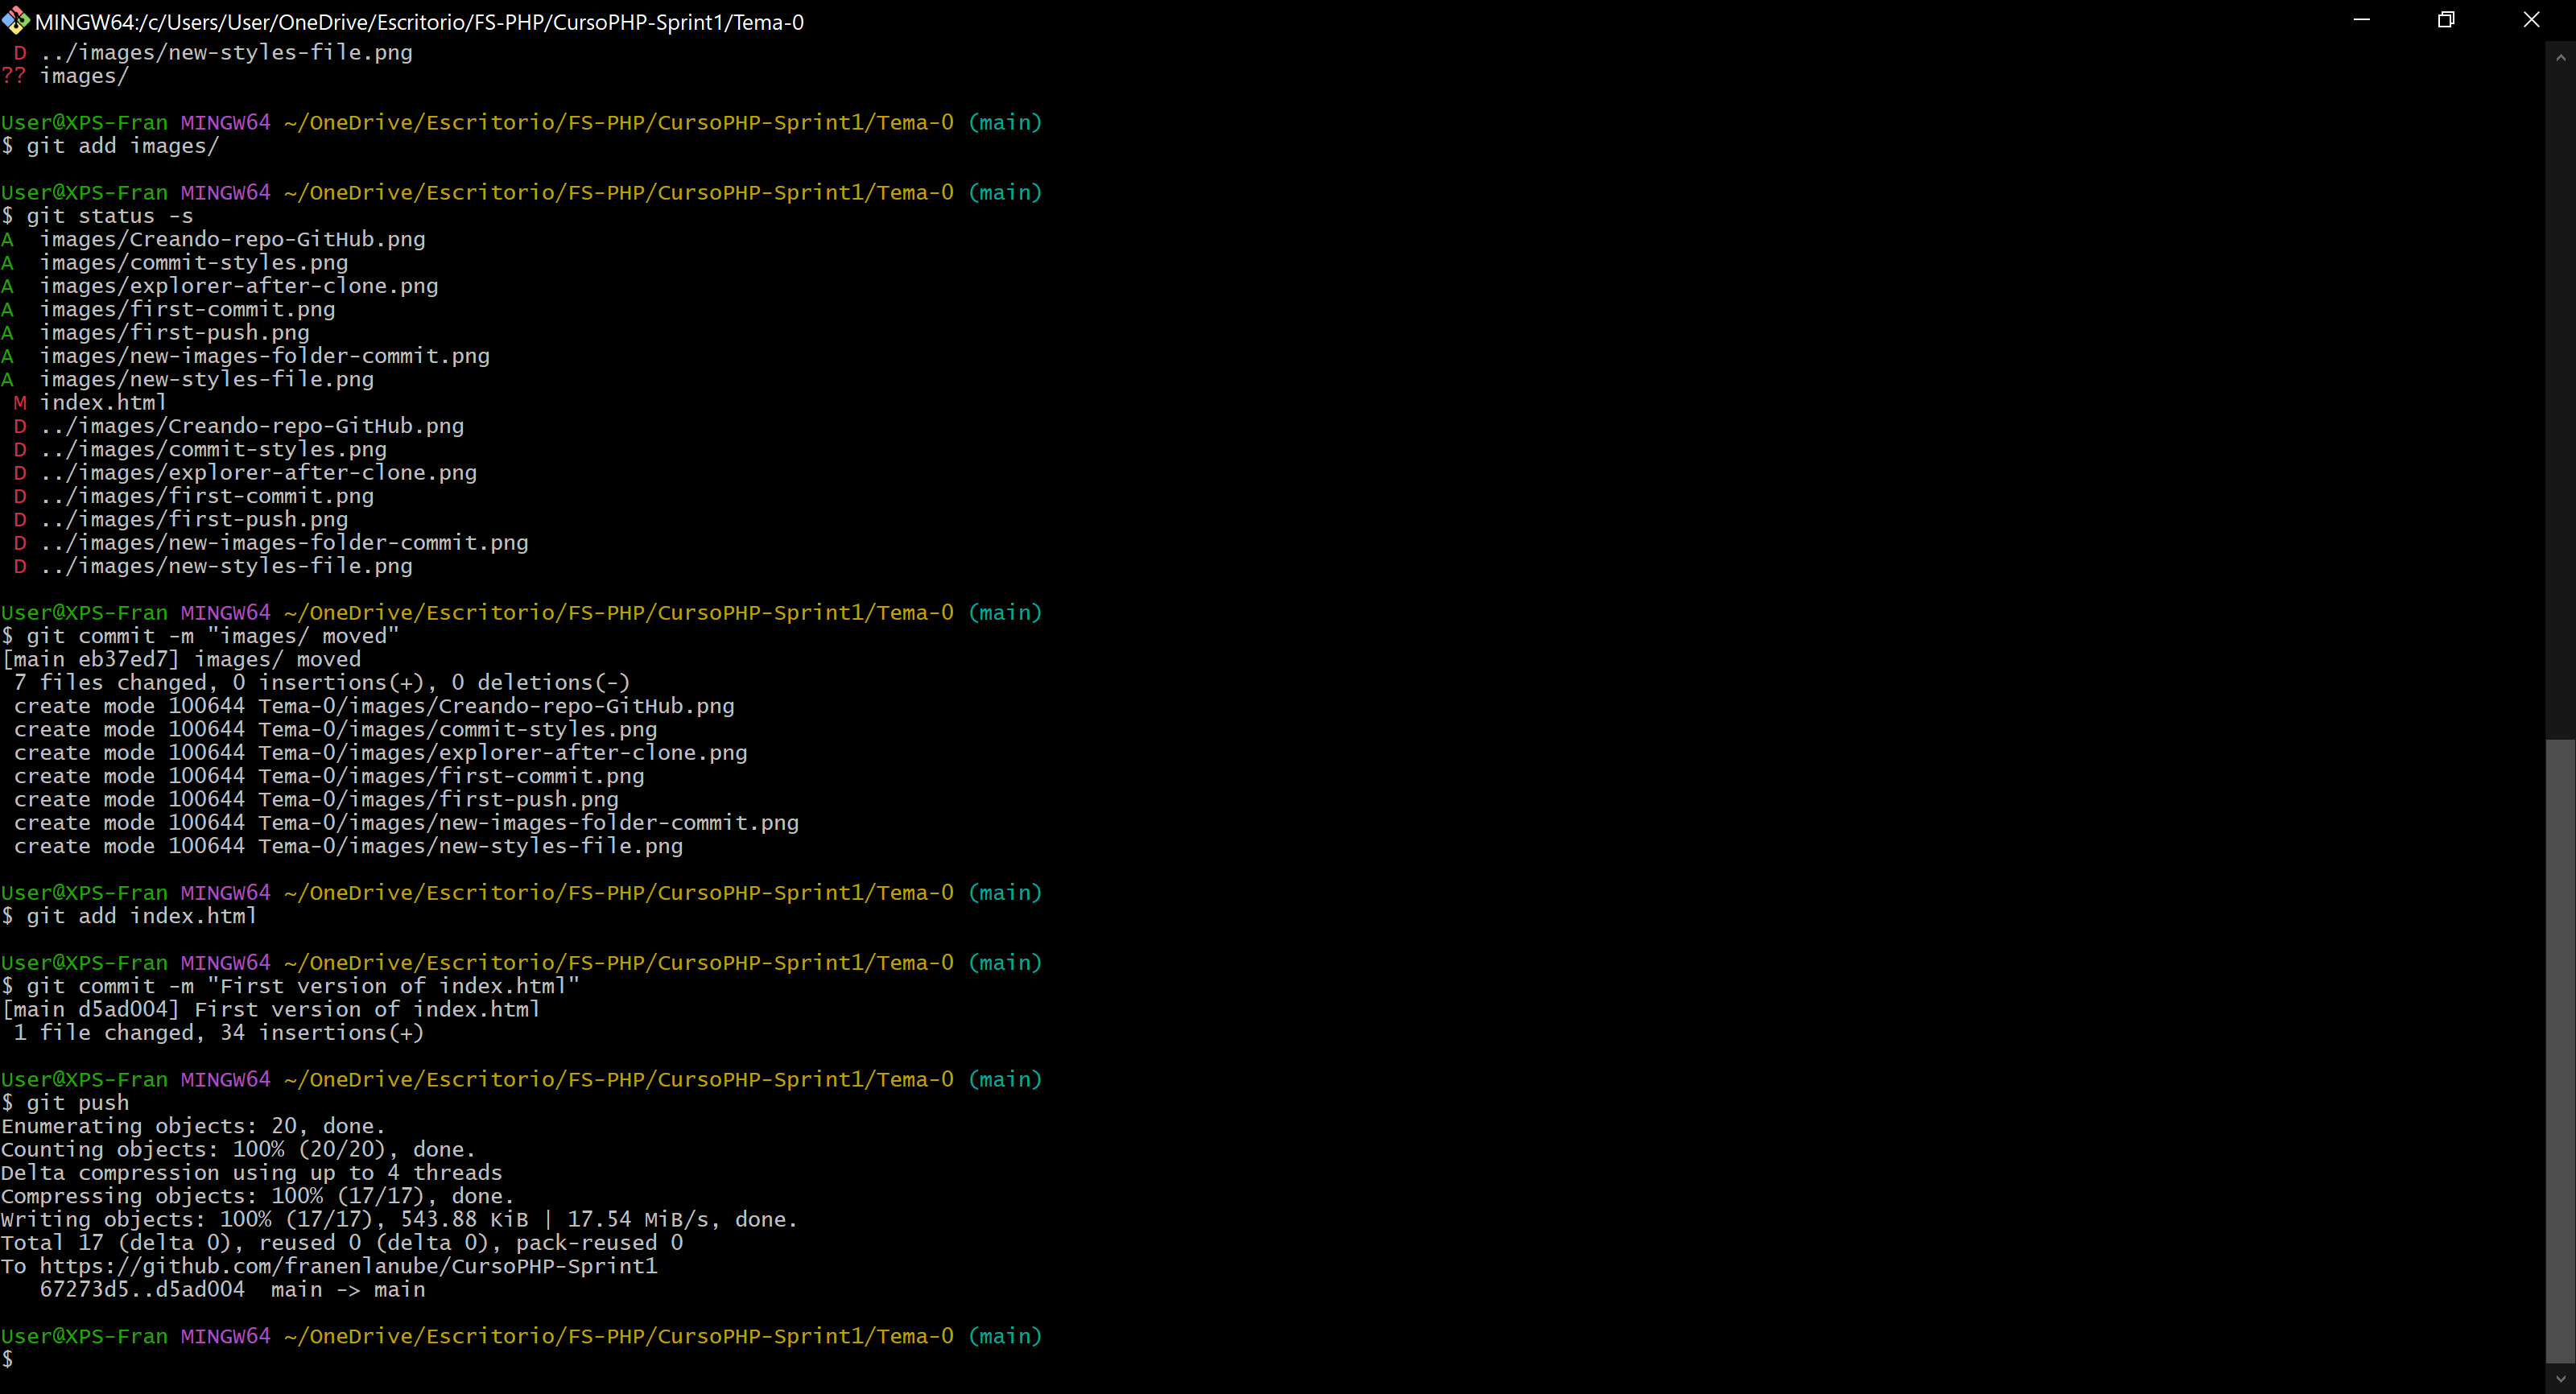 MINGW64:/c/Users/User/OneDrive/Escritorio/FS-PHP/CursoPHP-Sprint1/Tema-0
 D ../images/new-styles-file.png
?? images/

User@XPS-Fran MINGW64 ~/OneDrive/Escritorio/FS-PHP/CursoPHP-Sprint1/Tema-0 (main)
$ git add images/

User@XPS-Fran MINGW64 ~/OneDrive/Escritorio/FS-PHP/CursoPHP-Sprint1/Tema-0 (main)
$ git status -s
A  images/Creando-repo-GitHub.png
A  images/commit-styles.png
A  images/explorer-after-clone.png
A  images/first-commit.png
A  images/first-push.png
A  images/new-images-folder-commit.png
A  images/new-styles-file.png
 M index.html
 D ../images/Creando-repo-GitHub.png
 D ../images/commit-styles.png
 D ../images/explorer-after-clone.png
 D ../images/first-commit.png
 D ../images/first-push.png
 D ../images/new-images-folder-commit.png
 D ../images/new-styles-file.png

User@XPS-Fran MINGW64 ~/OneDrive/Escritorio/FS-PHP/CursoPHP-Sprint1/Tema-0 (main)
$ git commit -m "images/ moved"
[main eb37ed7] images/ moved
 7 files changed, 0 insertions(+), 0 deletions(-)
 create mode 100644 Tema-0/images/Creando-repo-GitHub.png
 create mode 100644 Tema-0/images/commit-styles.png
 create mode 100644 Tema-0/images/explorer-after-clone.png
 create mode 100644 Tema-0/images/first-commit.png
 create mode 100644 Tema-0/images/first-push.png
 create mode 100644 Tema-0/images/new-images-folder-commit.png
 create mode 100644 Tema-0/images/new-styles-file.png

User@XPS-Fran MINGW64 ~/OneDrive/Escritorio/FS-PHP/CursoPHP-Sprint1/Tema-0 (main)
$ git add index.html

User@XPS-Fran MINGW64 ~/OneDrive/Escritorio/FS-PHP/CursoPHP-Sprint1/Tema-0 (main)
$ git commit -m "First version of index.html"
[main d5ad004] First version of index.html
 1 file changed, 34 insertions(+)

User@XPS-Fran MINGW64 ~/OneDrive/Escritorio/FS-PHP/CursoPHP-Sprint1/Tema-0 (main)
$ git push
Enumerating objects: 20, done.
Counting objects: 100% (20/20), done.
Delta compression using up to 4 threads
Compressing objects: 100% (17/17), done.
Writing objects: 100% (17/17), 543.88 KiB | 17.54 MiB/s, done.
Total 17 (delta 0), reused 0 (delta 0), pack-reused 0
To https://github.com/franenlanube/CursoPHP-Sprint1
   67273d5..d5ad004  main -> main

User@XPS-Fran MINGW64 ~/OneDrive/Escritorio/FS-PHP/CursoPHP-Sprint1/Tema-0 (main)
$